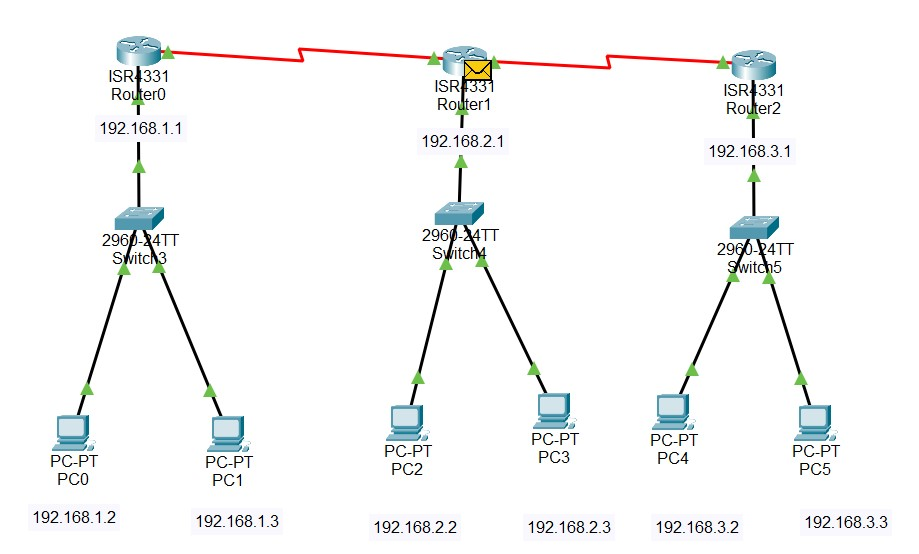 ISR4331
Router0
192.168.1.1
2960-24TT
Switch3
PC-PT
PC0
192.168.1.2
PC-PT
PC1
192.168.1.3
ISR4331
Router1
192.168.2.1
2960-24TT
Switch4
PC-PT
PC2
192.168.2.2
PC-PT
PC3
192.168.2.3
ISR4331
Router2
192.168.3.1
2960-24TT
Switch5
PC-PT
PC4
192.168.3.2
PC-PT
PC5
192.168.3.3